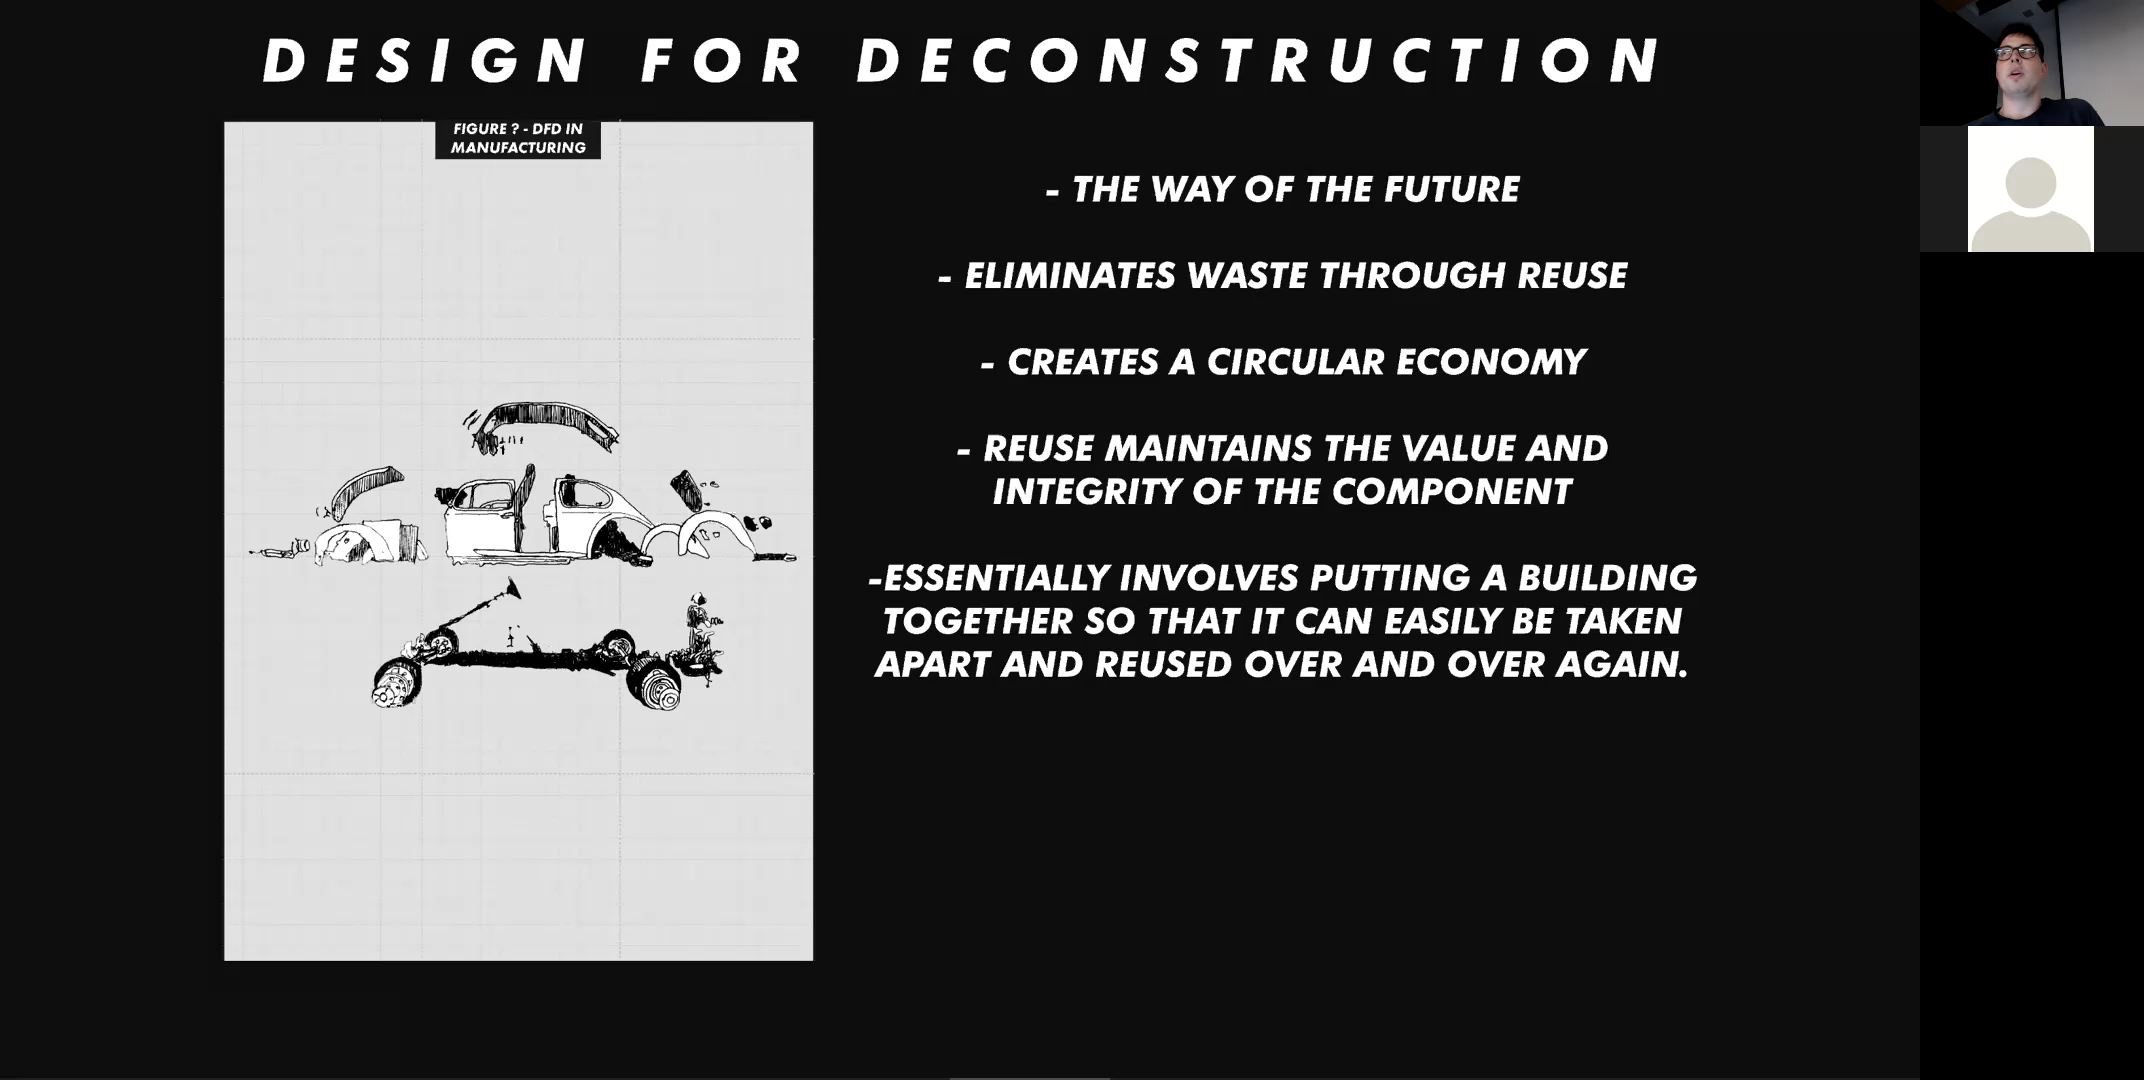 DESIGN FOR DECONSTRUCTION
FIGURE ? - DFD IN
MANUFACTURING
- THE WAY OF THE FUTURE
- ELIMINATES WASTE THROUGH REUSE
- CREATES A CIRCULAR ECONOMY
- REUSE MAINTAINS THE VALUE AND
INTEGRITY OF THE COMPONENT
-ESSENTIALLY INVOLVES PUTTING A BUILDING
TOGETHER SO THAT IT CAN EASILY BE TAKEN
APART AND REUSED OVER AND OVER AGAIN.